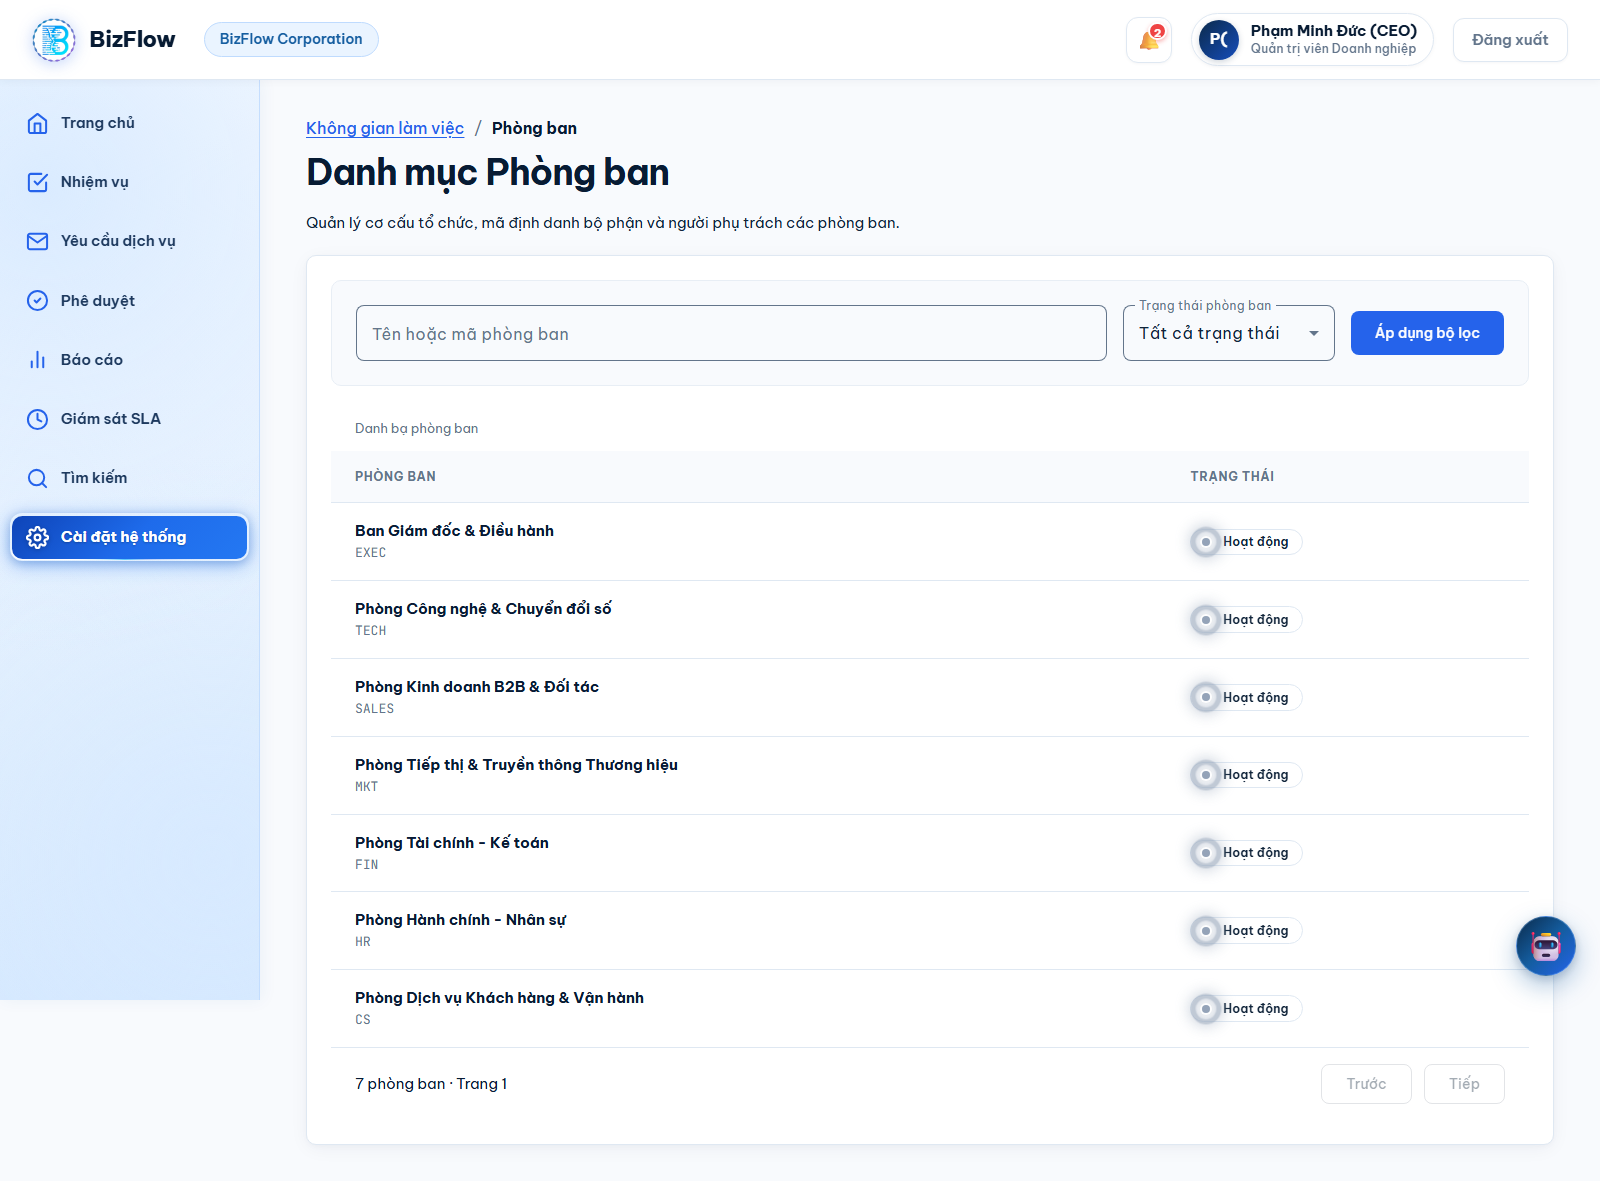 BizFlow
BizFlow Corporation
2
P(
Phạm Minh Đức (CEO)
Quản trị viên Doanh nghiệp
Đăng xuất
Trang chủ
Nhiệm vụ
Yêu cầu dịch vụ
Phê duyệt
Báo cáo
Giám sát SLA
Tìm kiếm
Cài đặt hệ thống
Không gian làm việc / Phòng ban
Danh mục Phòng ban
Quản lý cơ cấu tổ chức, mã định danh bộ phận và người phụ trách các phòng ban.
Tên hoặc mã phòng ban
Trạng thái phòng ban
Tất cả trạng thái
Áp dụng bộ lọc
Danh bạ phòng ban
PHÒNG BAN
TRẠNG THÁI
Ban Giám đốc & Điều hành
EXEC
Hoạt động
Phòng Công nghệ & Chuyển đổi số
TECH
Hoạt động
Phòng Kinh doanh B2B & Đối tác
SALES
Hoạt động
Phòng Tiếp thị & Truyền thông Thương hiệu
MKT
Hoạt động
Phòng Tài chính - Kế toán
FIN
Hoạt động
Phòng Hành chính - Nhân sự
HR
Hoạt động
Phòng Dịch vụ Khách hàng & Vận hành
CS
Hoạt động
7 phòng ban · Trang 1
Trước
Tiếp